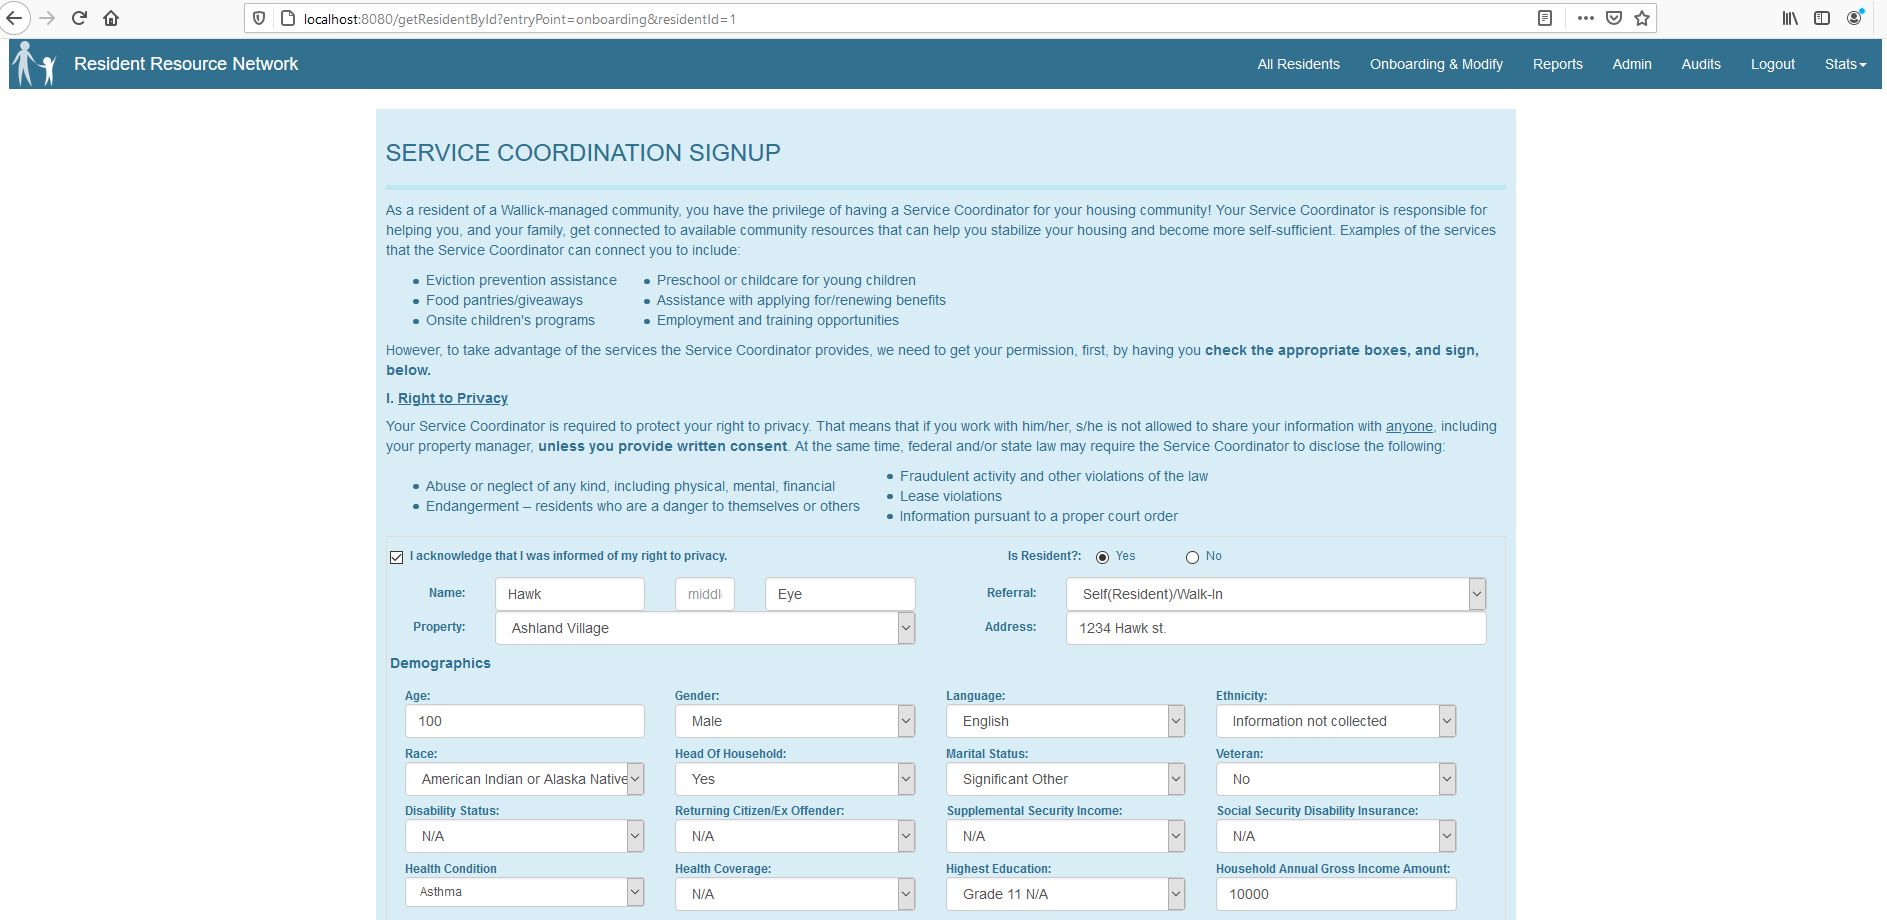 localhost:8080/getResidentById?entryPoint=onboarding&residentId=1
Resident Resource Network
All Residents Onboarding & Modify Reports Admin Audits Logout Stats
SERVICE COORDINATION SIGNUP
As a resident of a Wallick-managed community, you have the privilege of having a Service Coordinator for your housing community! Your Service Coordinator is responsible for
helping you, and your family, get connected to available community resources that can help you stabilize your housing and become more self-sufficient. Examples of the services
that the Service Coordinator can connect you to include:
• Eviction prevention assistance • Preschool or childcare for young children
• Food pantries/giveaways • Assistance with applying for/renewing benefits
• Onsite children's programs • Employment and training opportunities
However, to take advantage of the services the Service Coordinator provides, we need to get your permission, first, by having you check the appropriate boxes, and sign,
below.
I. Right to Privacy
Your Service Coordinator is required to protect your right to privacy. That means that if you work with him/her, s/he is not allowed to share your information with anyone, including
your property manager, unless you provide written consent. At the same time, federal and/or state law may require the Service Coordinator to disclose the following:
• Abuse or neglect of any kind, including physical, mental, financial
• Endangerment – residents who are a danger to themselves or others
• Fraudulent activity and other violations of the law
• Lease violations
• Information pursuant to a proper court order
I acknowledge that I was informed of my right to privacy. Is Resident?: Yes No
Name: Hawk middl Eye Referral: Self(Resident)/Walk-In
Property: Ashland Village Address: 1234 Hawk st.
Demographics
Age: Gender: Language: Ethnicity:
100 Male English Information not collected
Race: Head Of Household: Marital Status: Veteran:
American Indian or Alaska Native Yes Significant Other No
Disability Status: Returning Citizen/Ex Offender: Supplemental Security Income: Social Security Disability Insurance:
N/A N/A N/A N/A
Health Condition Health Coverage: Highest Education: Household Annual Gross Income Amount:
Asthma N/A Grade 11 N/A 10000